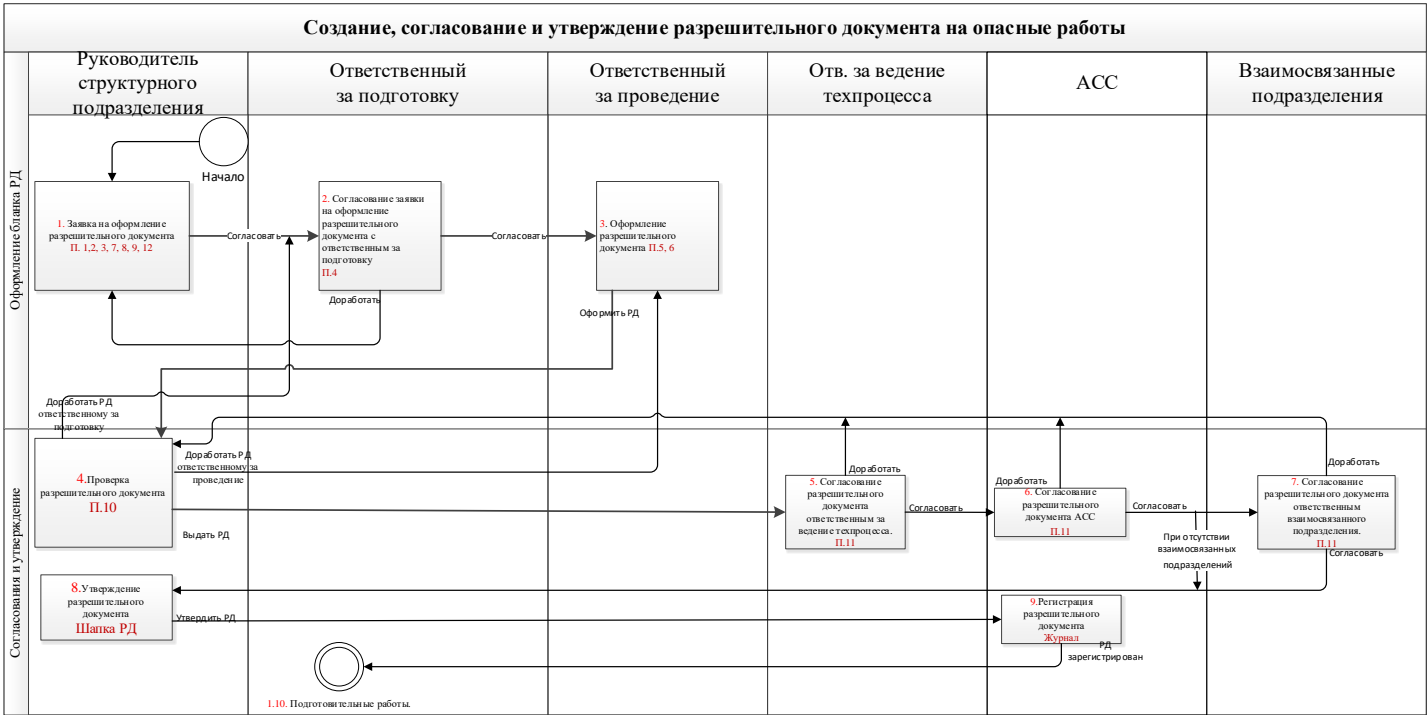 Создание, согласование и утверждение разрешительного документа на опасные работы
Руководитель
структурного
подразделения
Ответственный
за подготовку
Ответственный
за проведение
Отв. за ведение
техпроцесса
АСС
Взаимосвязанные
подразделения
Оформление бланка РД
Начало
1. Заявка на оформление
разрешительного документа
П. 1,2, 3, 7, 8, 9, 12
Согласовать
2. Согласование заявки
на оформление
разрешительного
документа с
ответственным за
подготовку
П.4
Согласовать
3. Оформление
разрешительного
документа П.5, 6
Доработать
Оформить РД
Доработать РД
ответственному за
подготовку
Согласования и утверждение
4.Проверка
разрешительного документа
П.10
Доработать РД
ответственному за
проведение
Выдать РД
Доработать
5. Согласование
разрешительного
документа
ответственным за
ведение техпроцесса.
П.11
Согласовать
Доработать
6. Согласование
разрешительного
документа АСС
П.11
Согласовать
При отсутствии
взаимосвязанных
подразделений
Доработать
7. Согласование
разрешительного документа
ответственным
взаимосвязанного
подразделения.
П.11
Согласовать
8.Утверждение
разрешительного
документа
Шапка РД
Утвердить РД
9.Регистрация
разрешительного
документа
Журнал
РД
зарегистрирован
1.10. Подготовительные работы.